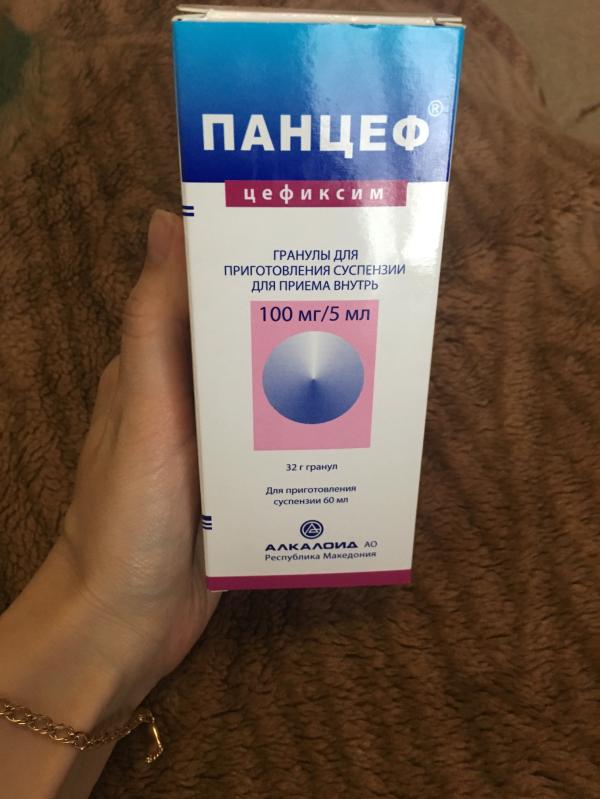 ПАНЦЕФ®
цефиксим
ГРАНУЛЫ ДЛЯ
ПРИГОТОВЛЕНИЯ СУСПЕНЗИИ
ДЛЯ ПРИЕМА ВНУТРЬ
100 мг/5 мл
32 г гранул
Для приготовления
суспензии 60 мл
АЛКАЛОИД АО
Республика Македония